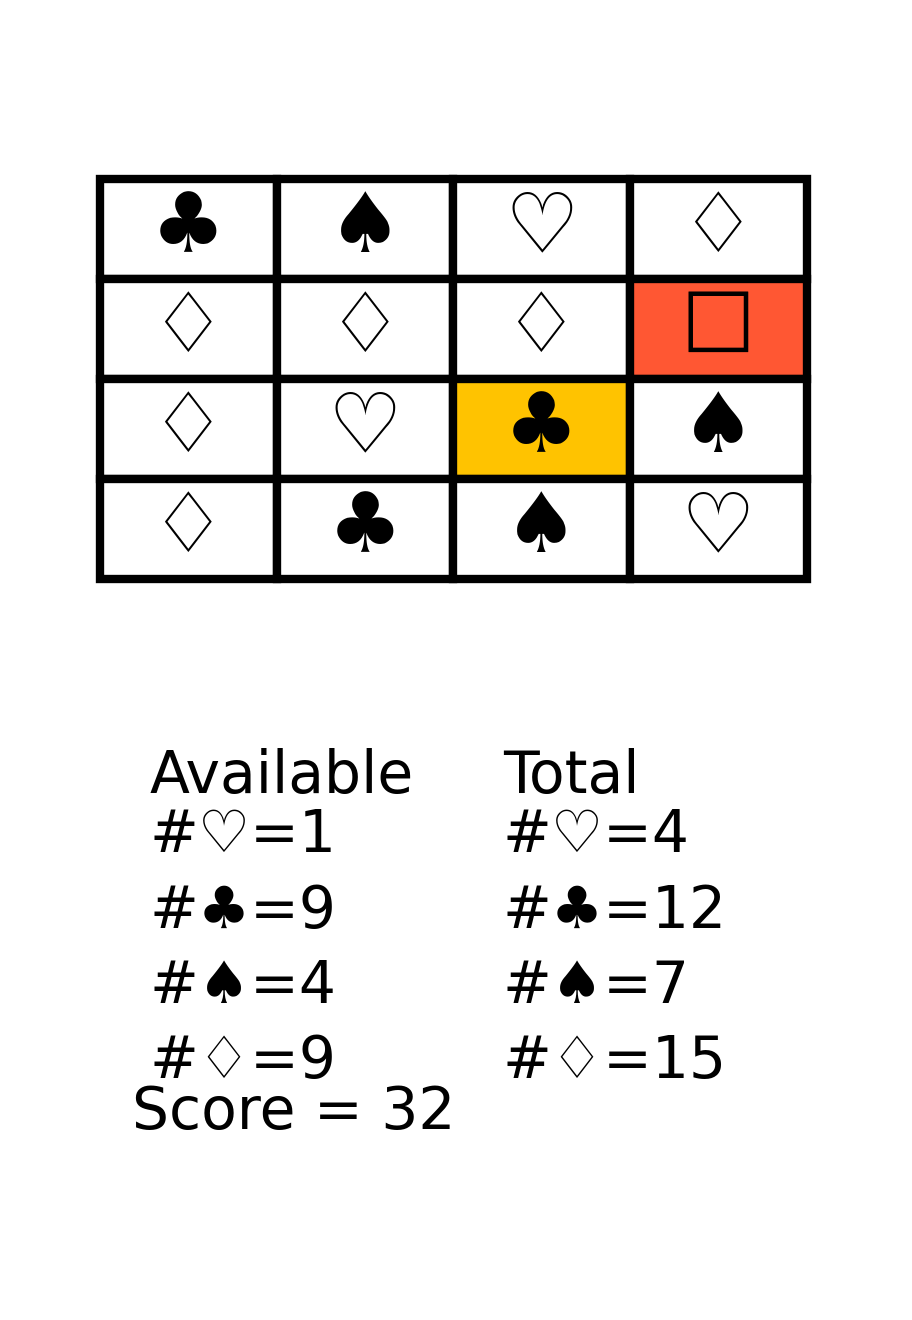 ♣ ♠ ♡ ♢
♢ ♢ ♢ □
♢ ♡ ♣ ♠
♢ ♣ ♠ ♡
Available Total
#♡=1 #♡=4
#♣=9 #♣=12
#♠=4 #♠=7
#♢=9 #♢=15
Score = 32